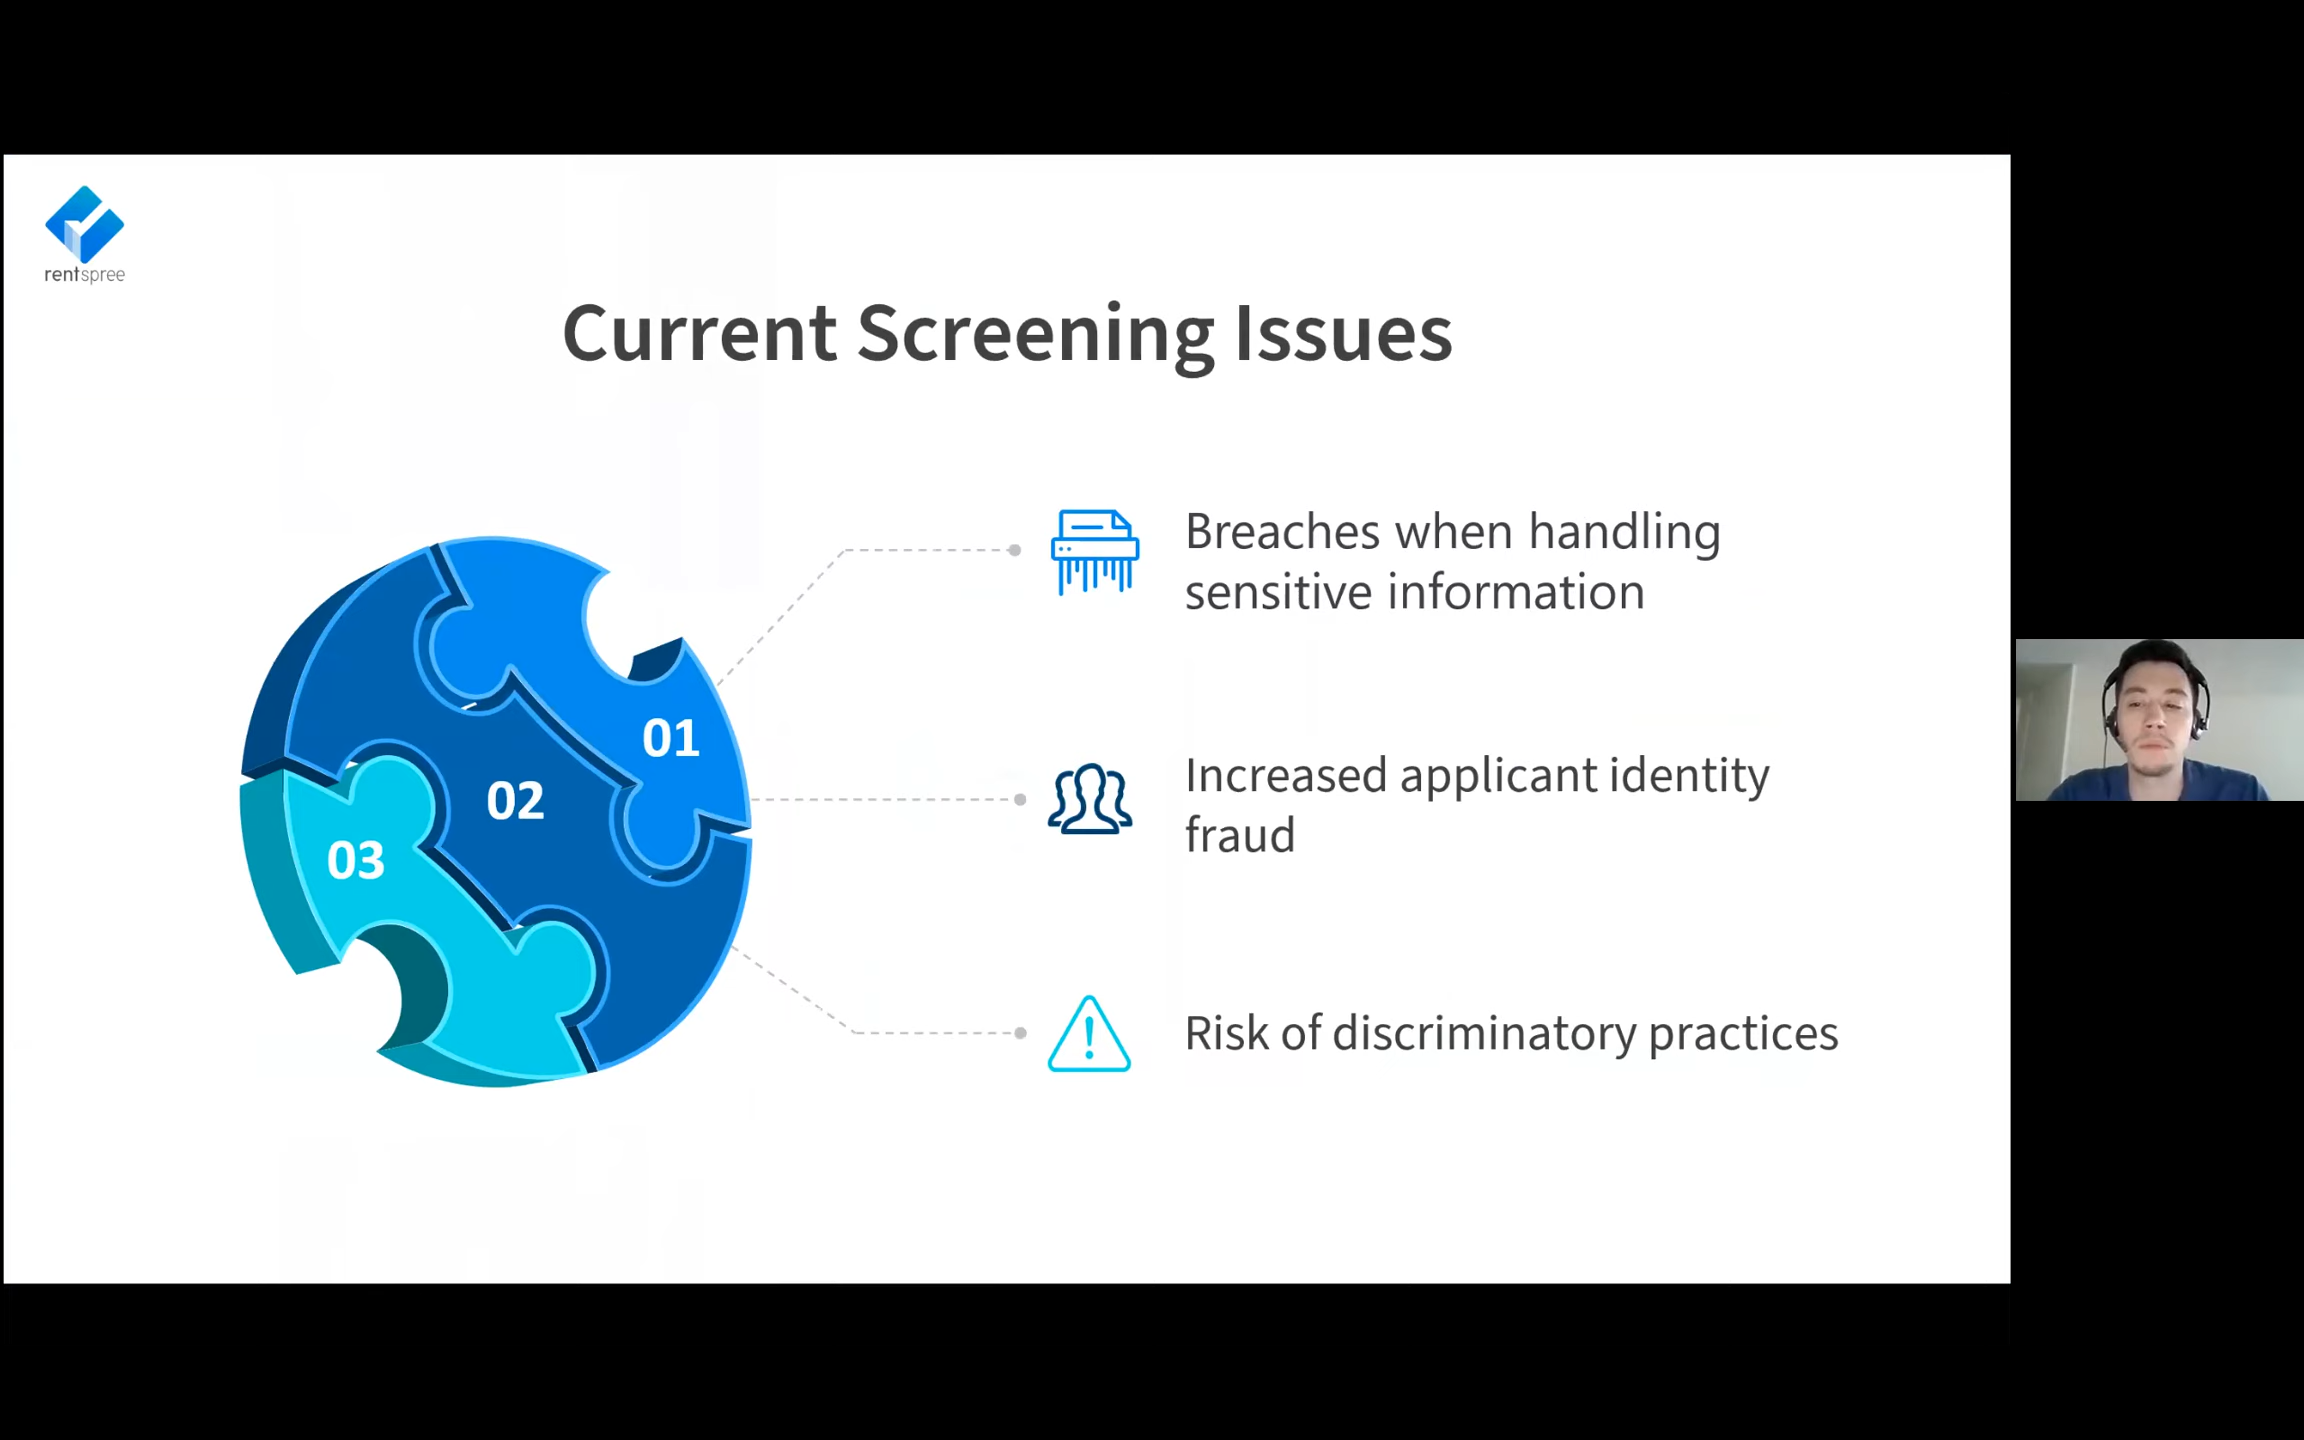 rentspree
Current Screening Issues
01
02
03
Breaches when handling
sensitive information
Increased applicant identity
fraud
Risk of discriminatory practices